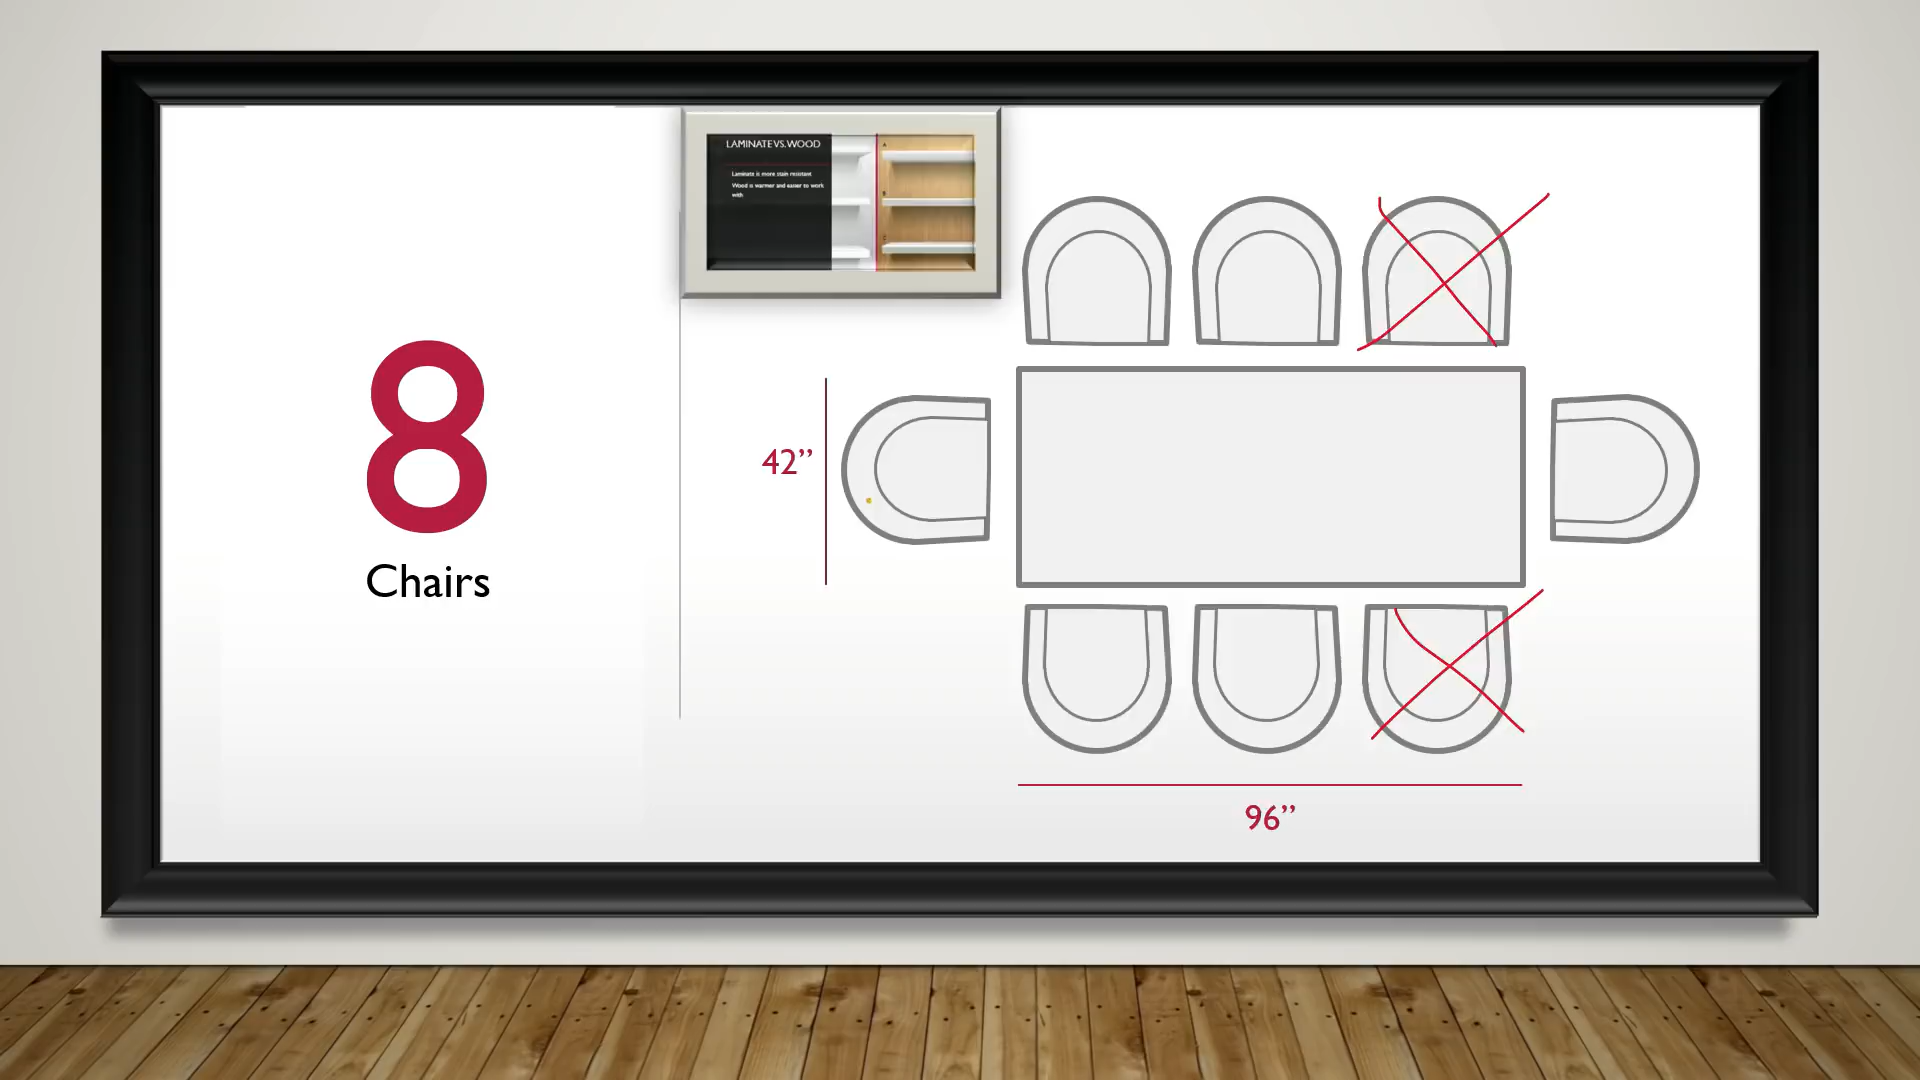 LAMINATE VS. WOOD
Laminate is more stain resistant
Wood is warmer and easier to work
with
A
B
C
8
Chairs
42”
96”